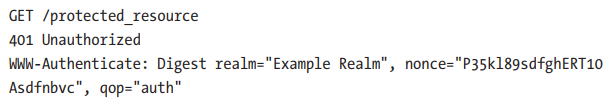 GET /protected_resource
401 Unauthorized
WWW-Authenticate: Digest realm="Example Realm", nonce="P35kl89sdfghERT10
Asdfnbvc", qop="auth"